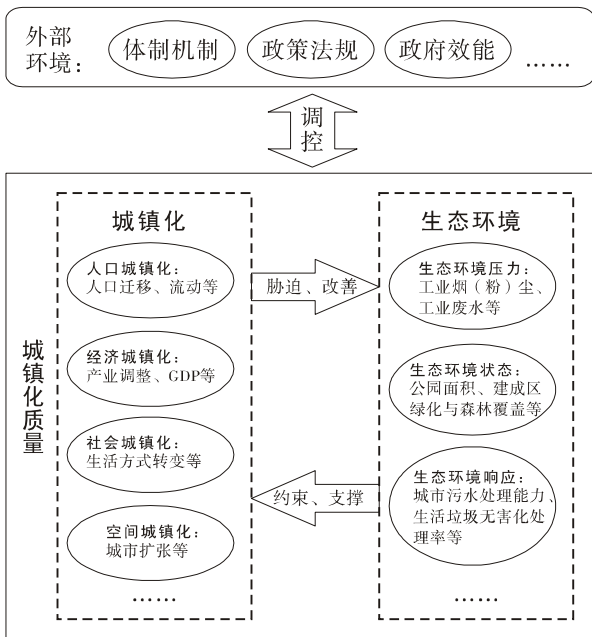 外部
环境：
体制机制
政策法规
政府效能
……
调
控
城镇化质量
城镇化
人口城镇化：
人口迁移、流动等
经济城镇化：
产业调整、GDP等
社会城镇化：
生活方式转变等
空间城镇化：
城市扩张等
……
胁迫、改善
约束、支撑
生态环境
生态环境压力：
工业烟（粉）尘、
工业废水等
生态环境状态：
公园面积、建成区
绿化与森林覆盖等
生态环境响应：
城市污水处理能力、
生活垃圾无害化处
理率等
……